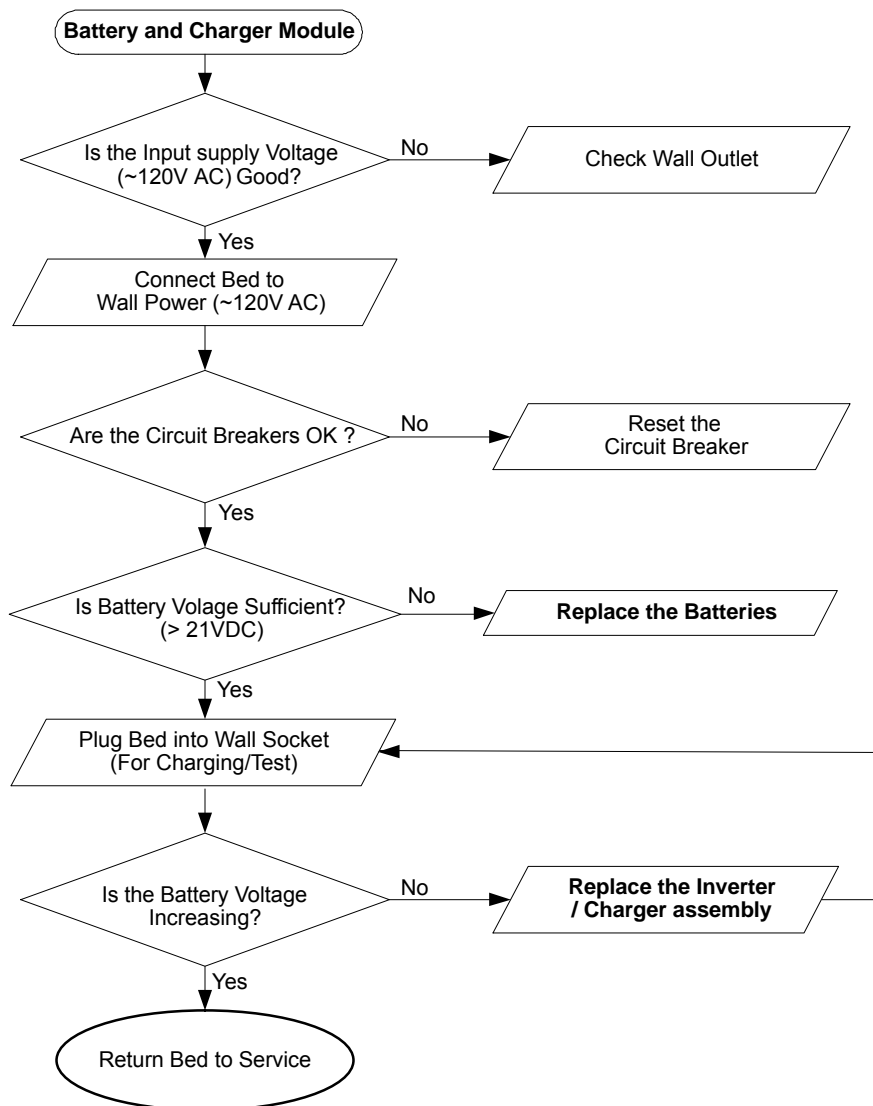 Battery and Charger Module
Is the Input supply Voltage
(~120V AC) Good?
No
Check Wall Outlet
Yes
Connect Bed to
Wall Power (~120V AC)
Are the Circuit Breakers OK ?
No
Reset the
Circuit Breaker
Yes
Is Battery Volage Sufficient?
(> 21VDC)
No
Replace the Batteries
Yes
Plug Bed into Wall Socket
(For Charging/Test)
Is the Battery Voltage
Increasing?
No
Replace the Inverter
/ Charger assembly
Yes
Return Bed to Service